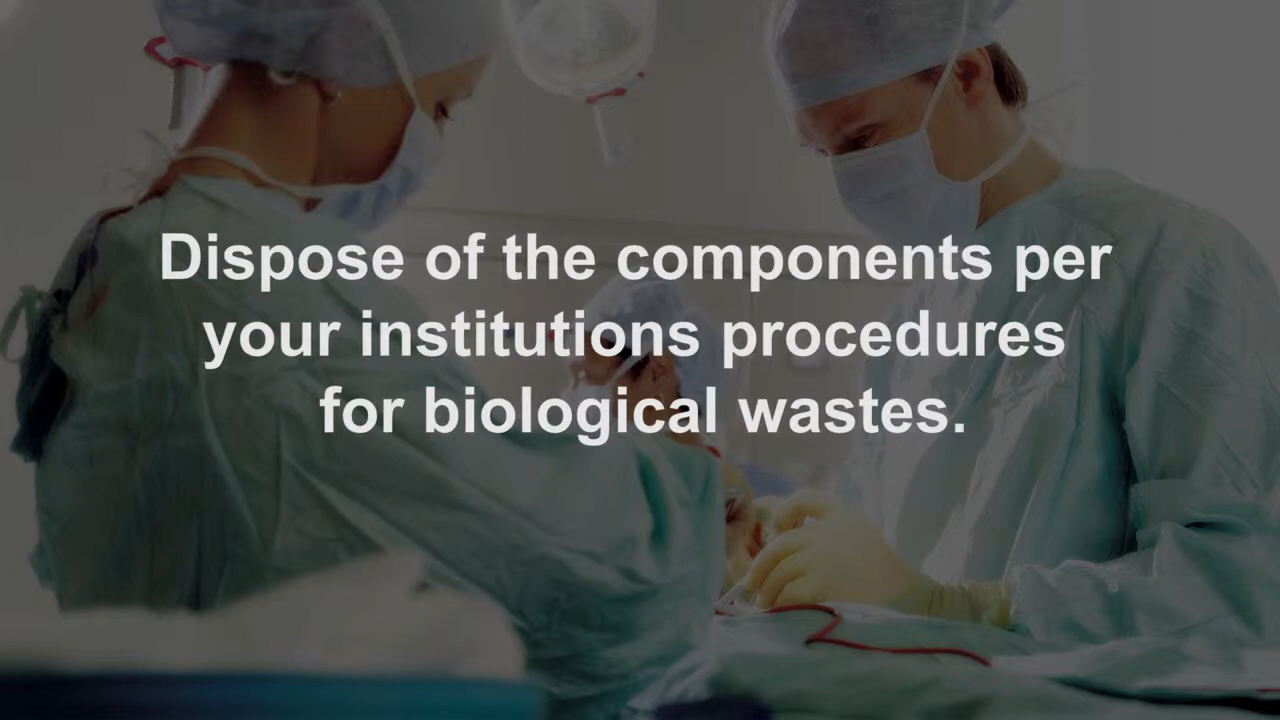 Dispose of the components per
your institutions procedures
for biological wastes.